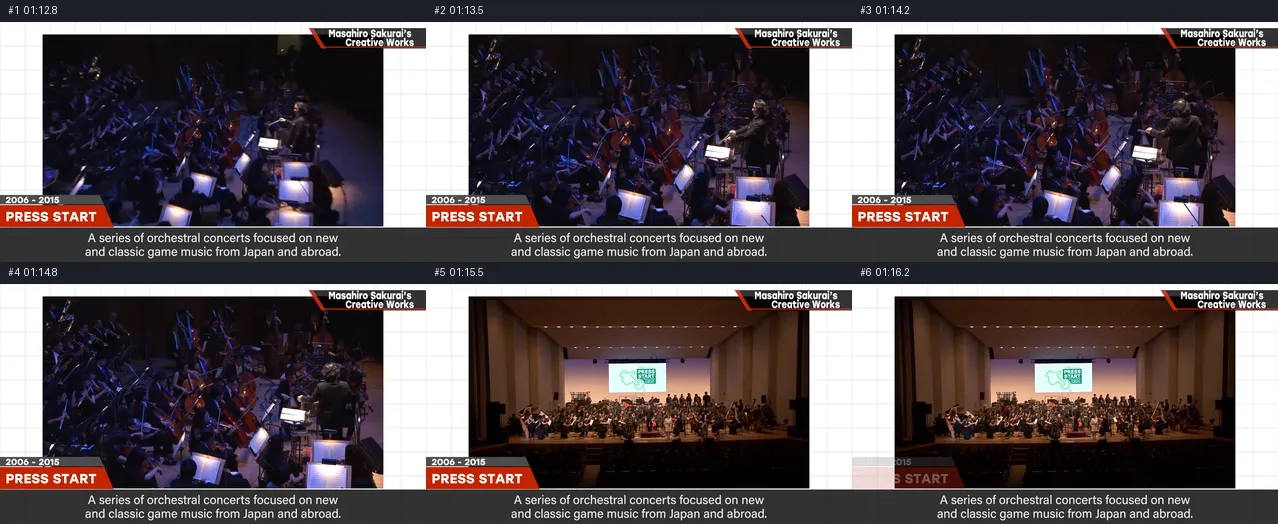 #1 01:12.8
Masahiro Sakurai's
Creative Works
2006 - 2015
PRESS START
A series of orchestral concerts focused on new
and classic game music from Japan and abroad.
#2 01:13.5
Masahiro Sakurai's
Creative Works
2006 - 2015
PRESS START
A series of orchestral concerts focused on new
and classic game music from Japan and abroad.
#3 01:14.2
Masahiro Sakurai's
Creative Works
2006 - 2015
PRESS START
A series of orchestral concerts focused on new
and classic game music from Japan and abroad.
#4 01:14.8
Masahiro Sakurai's
Creative Works
2006 - 2015
PRESS START
A series of orchestral concerts focused on new
and classic game music from Japan and abroad.
#5 01:15.5
Masahiro Sakurai's
Creative Works
PRESS
START
2006 - 2015
PRESS START
A series of orchestral concerts focused on new
and classic game music from Japan and abroad.
#6 01:16.2
Masahiro Sakurai's
Creative Works
PRESS
START
2015
PRESS START
A series of orchestral concerts focused on new
and classic game music from Japan and abroad.